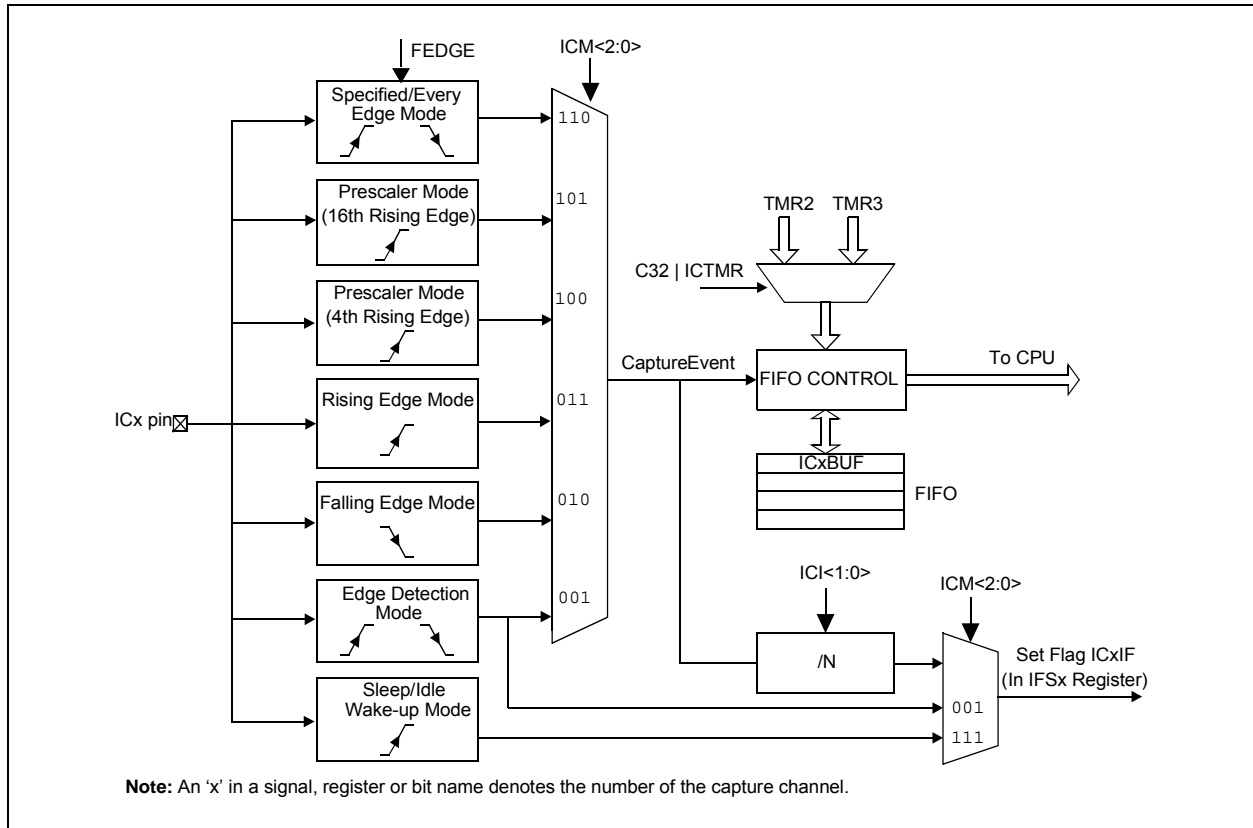 FEDGE
ICM<2:0>
Specified/Every
Edge Mode
110
Prescaler Mode
(16th Rising Edge)
101
TMR2
TMR3
C32 | ICTMR
Prescaler Mode
(4th Rising Edge)
100
CaptureEvent
FIFO CONTROL
To CPU
ICx pin
Rising Edge Mode
011
ICxBUF
FIFO
Falling Edge Mode
010
Edge Detection
Mode
001
ICI<1:0>
ICM<2:0>
/N
Set Flag ICxIF
(In IFSx Register)
Sleep/Idle
Wake-up Mode
001
111
Note: An ‘x’ in a signal, register or bit name denotes the number of the capture channel.